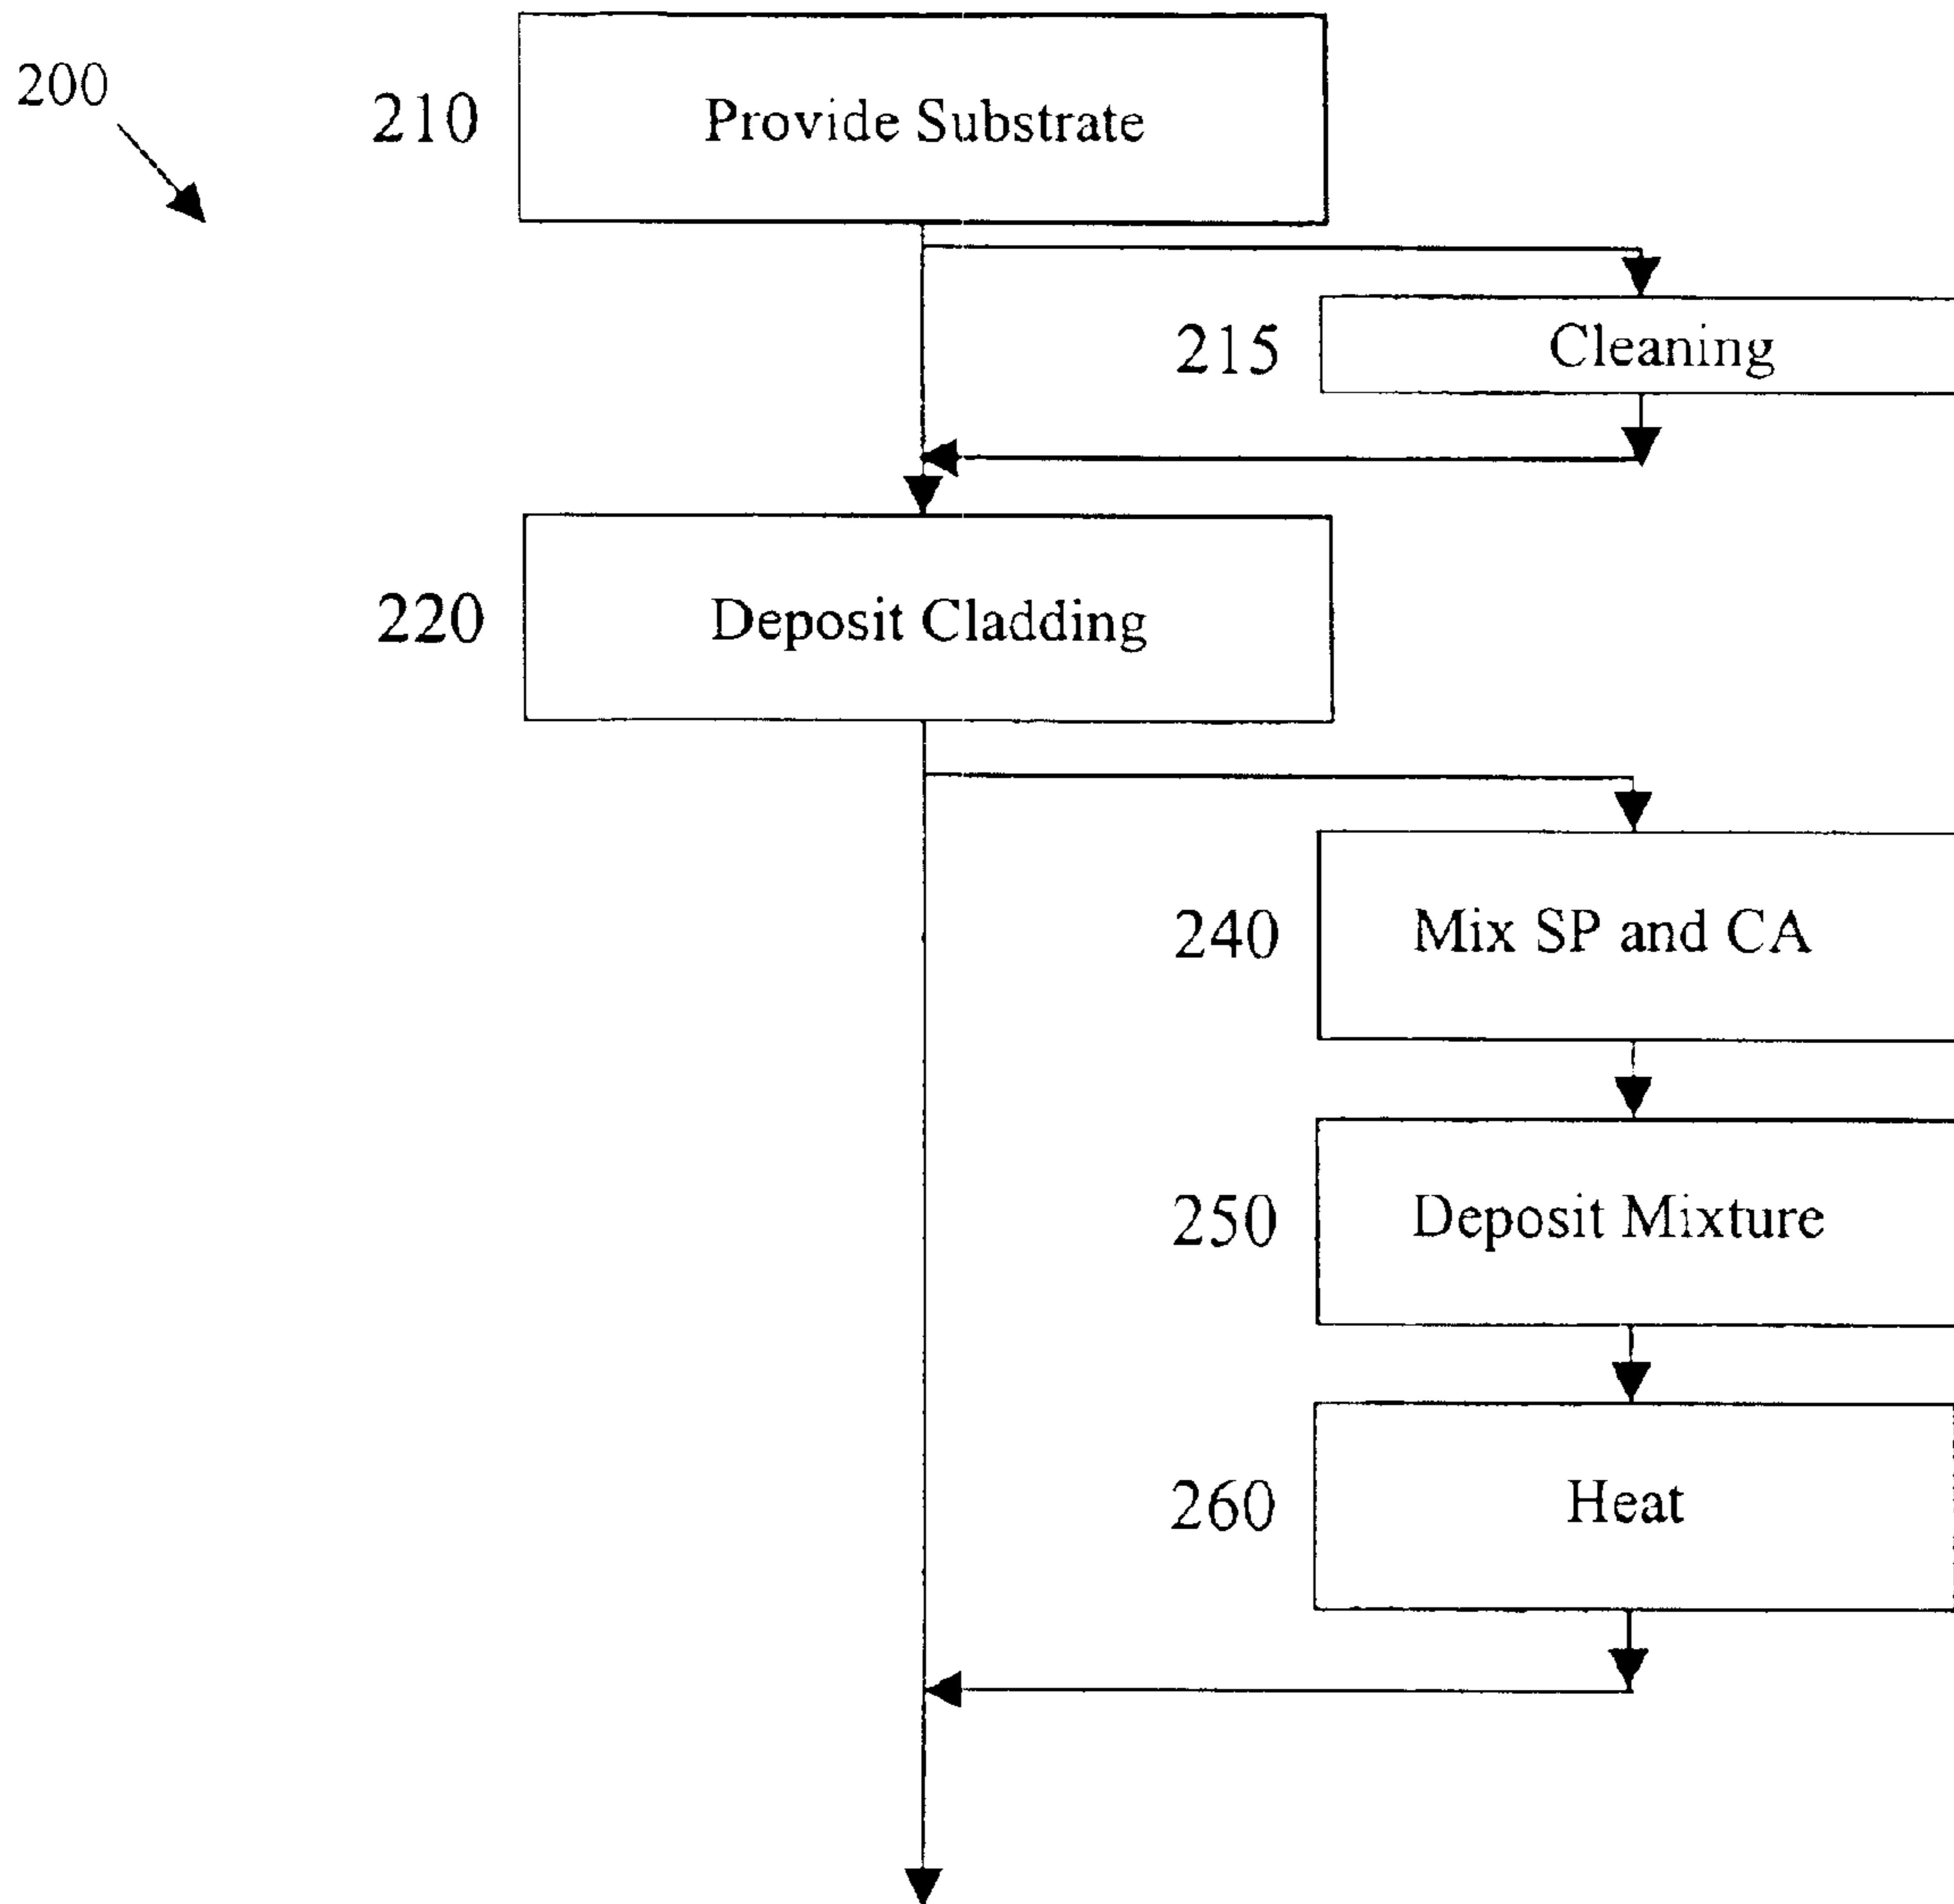 200
210 Provide Substrate
215 Cleaning
220 Deposit Cladding
240 Mix SP and CA
250 Deposit Mixture
260 Heat